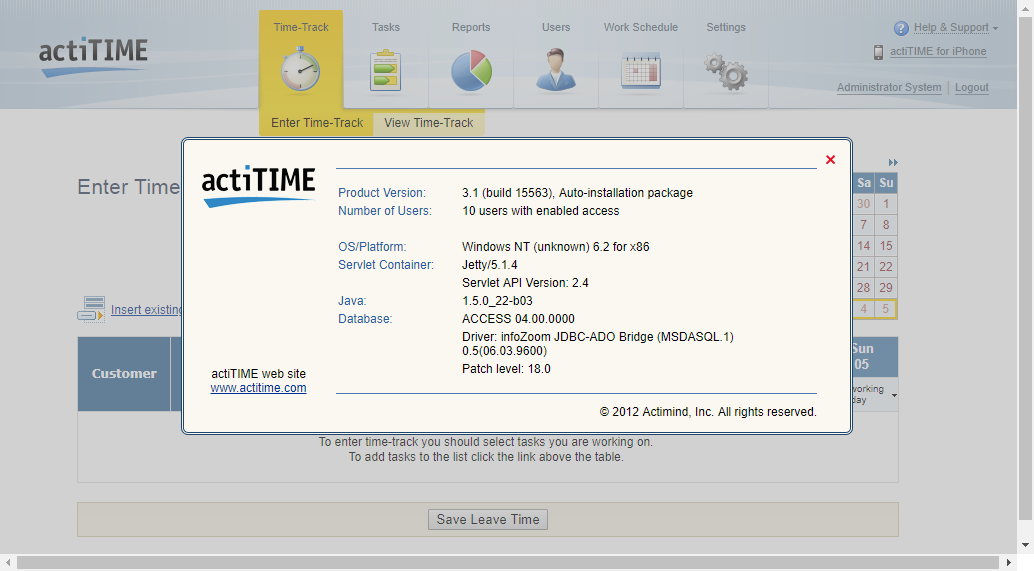 actiTIME
Time-Track
Tasks
Reports
Users
Work Schedule
Settings
? Help & Support
actiTIME for iPhone
Administrator System
Logout
Enter Time-Track
View Time-Track
Enter Time
Sa Su
30 1
7 8
14 15
21 22
28 29
4 5
Insert existing
Customer
Sun
05
working
day
actiTIME
Product Version: 3.1 (build 15563), Auto-installation package
Number of Users: 10 users with enabled access
OS/Platform: Windows NT (unknown) 6.2 for x86
Servlet Container: Jetty/5.1.4
Servlet API Version: 2.4
Java: 1.5.0_22-b03
Database: ACCESS 04.00.0000
Driver: infoZoom JDBC-ADO Bridge (MSDASQL.1)
0.5(06.03.9600)
Patch level: 18.0
actiTIME web site
www.actitime.com
© 2012 Actimind, Inc. All rights reserved.
To enter time-track you should select tasks you are working on.
To add tasks to the list click the link above the table.
Save Leave Time